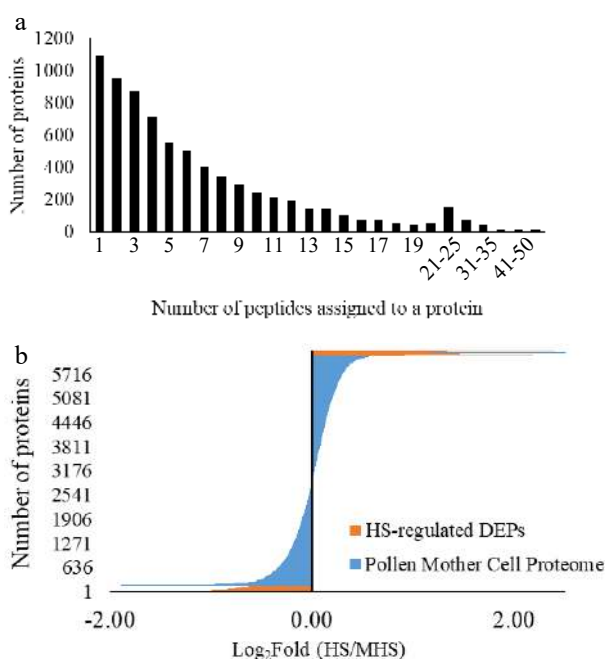 a
1200
1000
800
600
400
200
0
Number of proteins
1 3 5 7 9 11 13 15 17 19 21-25 31-35 41-50
Number of peptides assigned to a protein
b
5716
5081
4446
3811
3176
2541
1906
1271
636
1
Number of proteins
HS-regulated DEPs
Pollen Mother Cell Proteome
-2.00 0.00 2.00
Log₂Fold (HS/MHS)